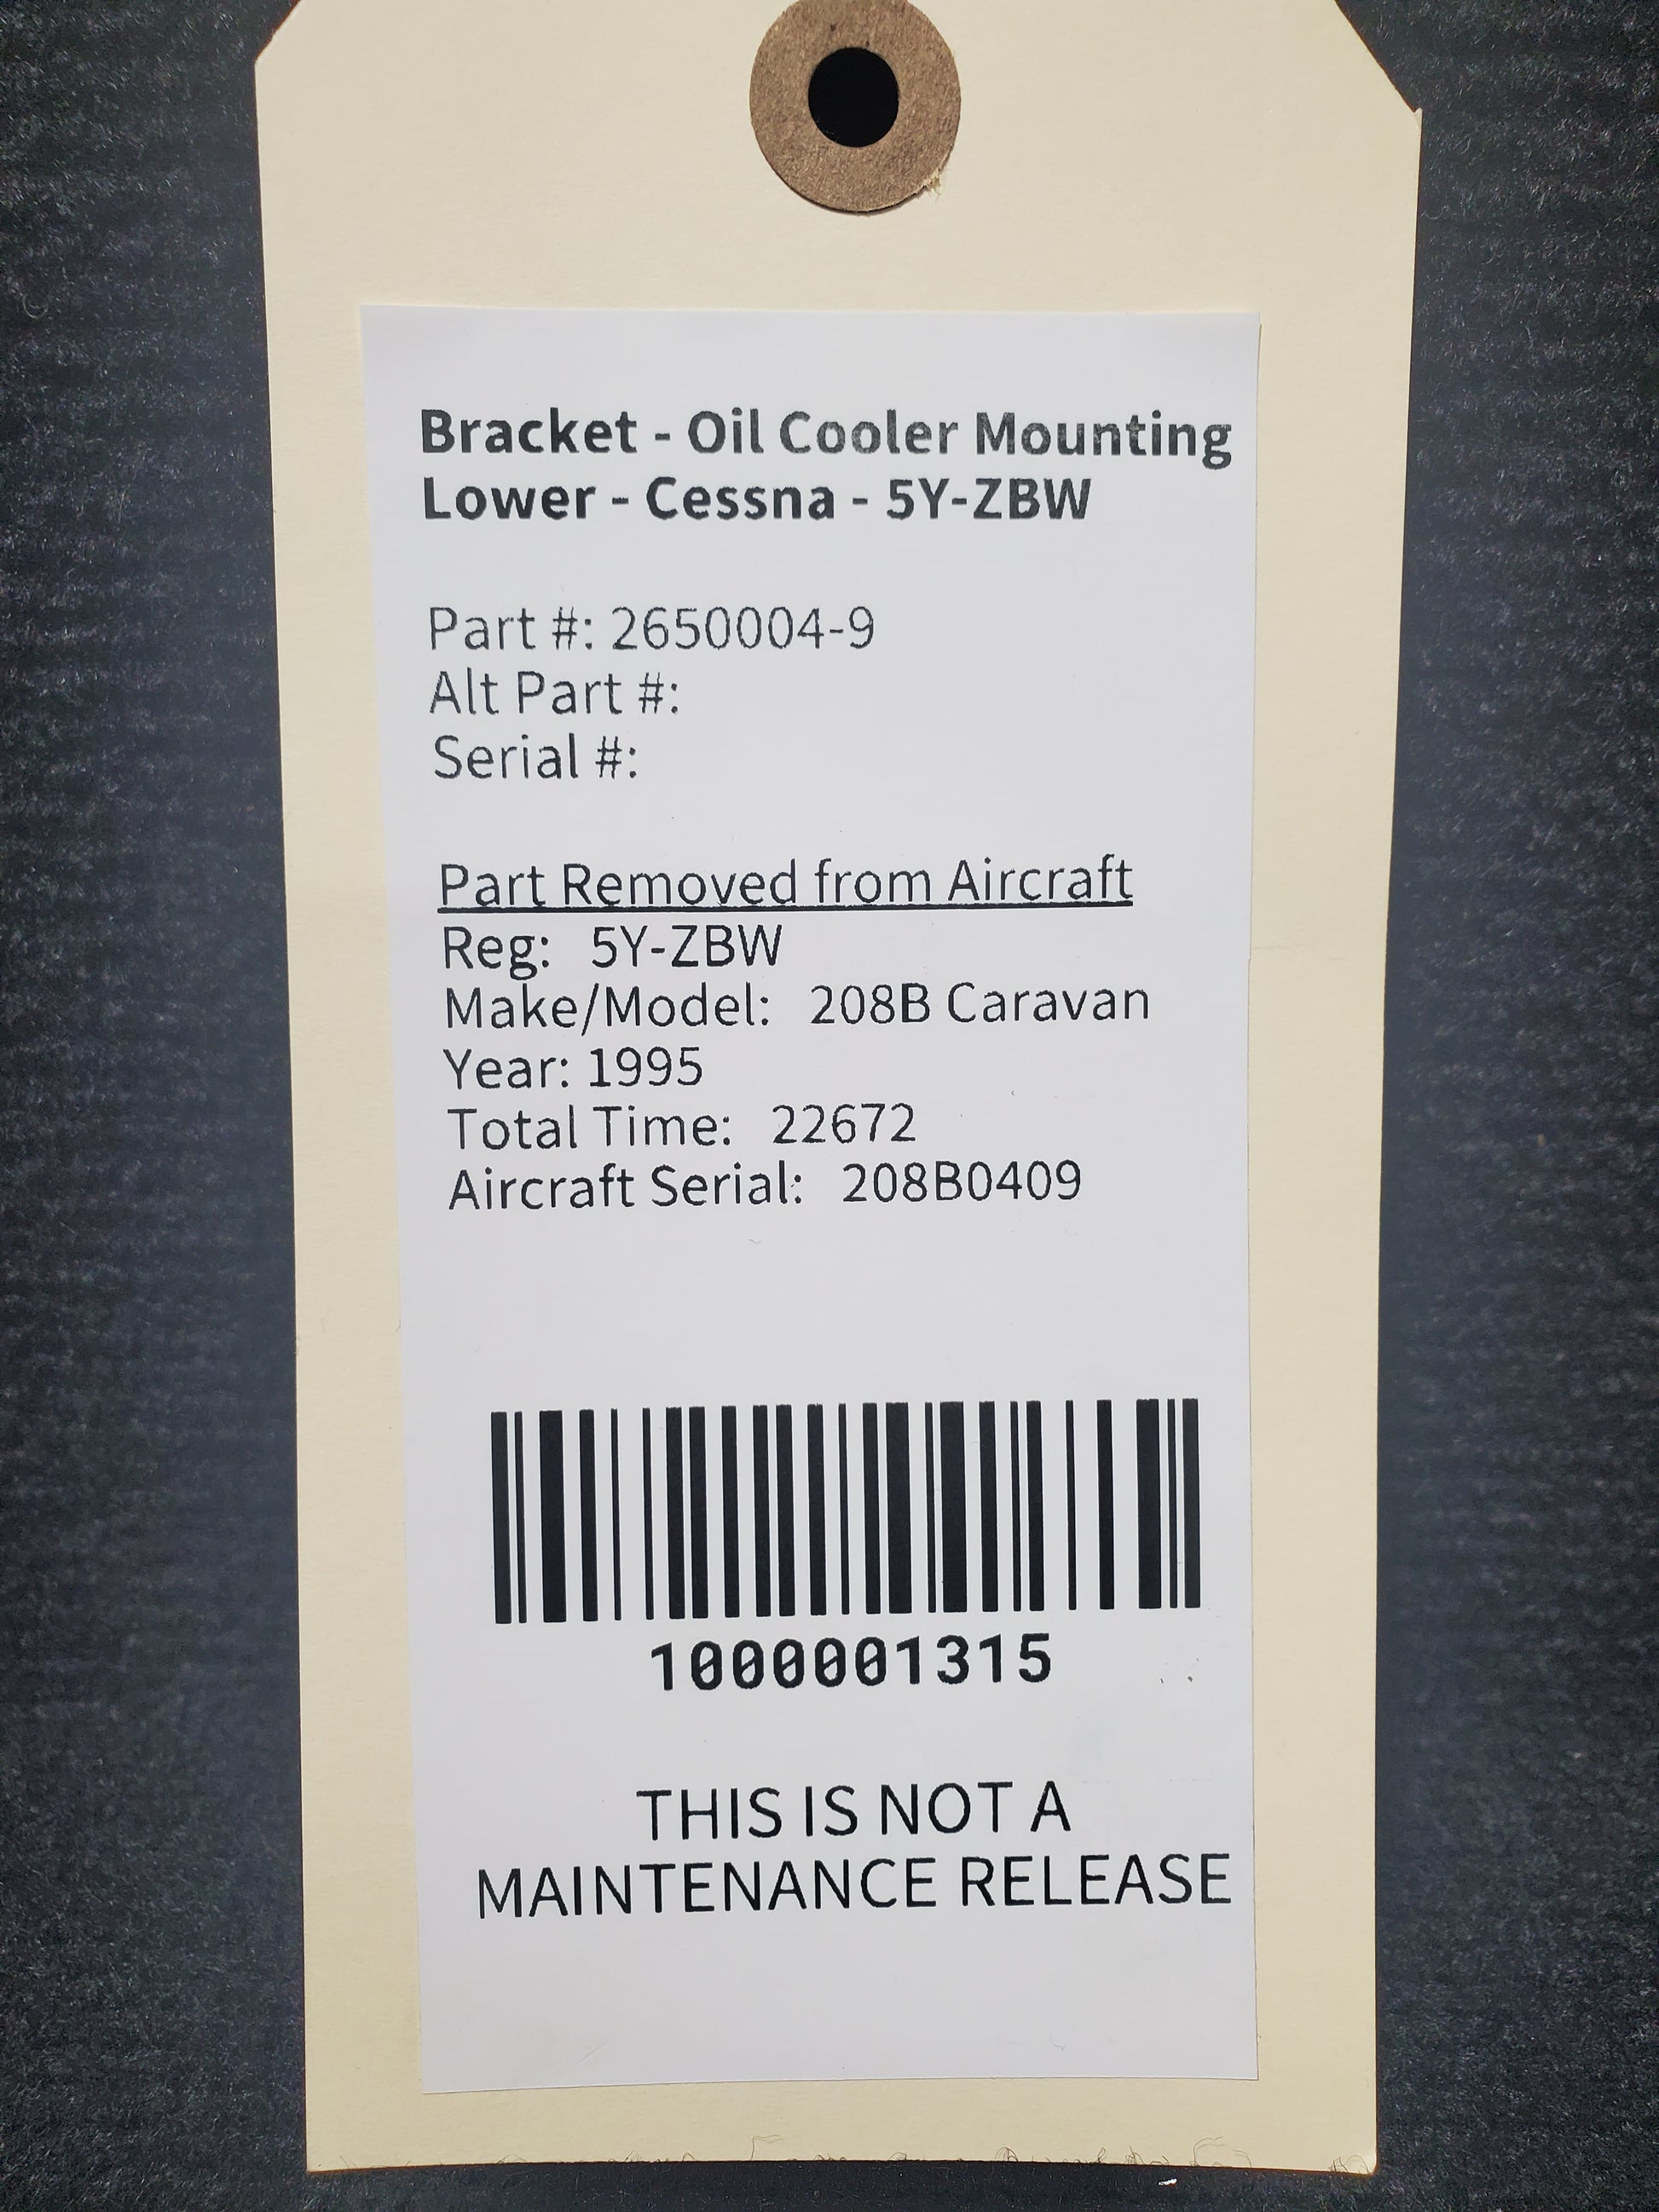 Bracket - Oil Cooler Mounting
Lower - Cessna - 5Y-ZBW
Part #: 2650004-9
Alt Part #:
Serial #:
Part Removed from Aircraft
Reg: 5Y-ZBW
Make/Model: 208B Caravan
Year: 1995
Total Time: 22672
Aircraft Serial: 208B0409
1000001315
THIS IS NOT A
MAINTENANCE RELEASE